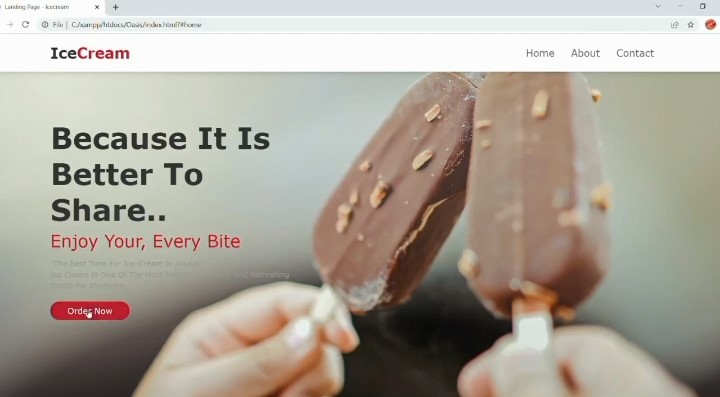 Landing Page - Icecream
File | C:/xampp/htdocs/Oasis/index.html?#home
IceCream
Home About Contact
Because It Is
Better To
Share..
Enjoy Your, Every Bite
"The Best Time For Ice-Cream Is Always
Ice Cream Is One Of The Most And Refreshing
Treats For Everyone
Order Now